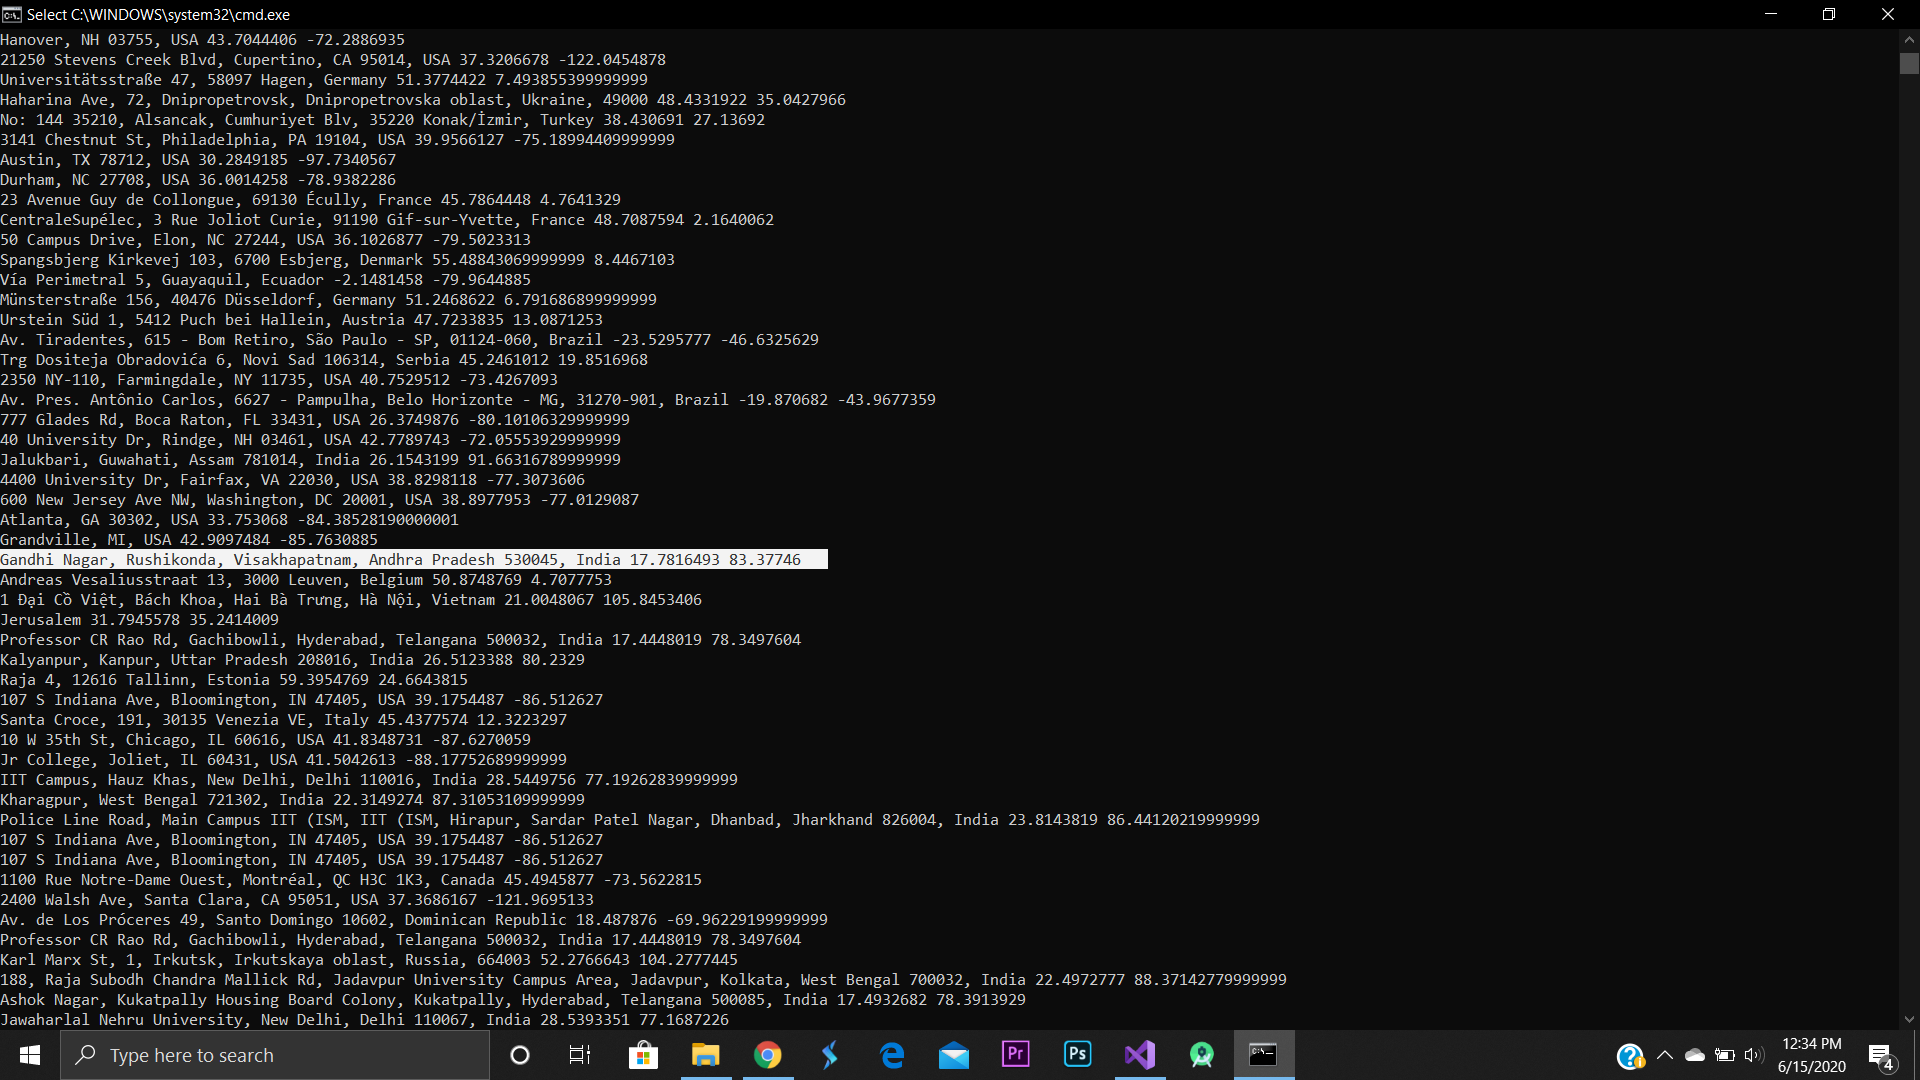 Select C:\WINDOWS\system32\cmd.exe
Hanover, NH 03755, USA 43.7044406 -72.2886935
21250 Stevens Creek Blvd, Cupertino, CA 95014, USA 37.3206678 -122.0454878
Universitätsstraße 47, 58097 Hagen, Germany 51.3774422 7.493855399999999
Haharina Ave, 72, Dnipropetrovsk, Dnipropetrovska oblast, Ukraine, 49000 48.4331922 35.0427966
No: 144 35210, Alsancak, Cumhuriyet Blv, 35220 Konak/İzmir, Turkey 38.430691 27.13692
3141 Chestnut St, Philadelphia, PA 19104, USA 39.9566127 -75.18994409999999
Austin, TX 78712, USA 30.2849185 -97.7340567
Durham, NC 27708, USA 36.0014258 -78.9382286
23 Avenue Guy de Collongue, 69130 Écully, France 45.7864448 4.7641329
CentraleSupélec, 3 Rue Joliot Curie, 91190 Gif-sur-Yvette, France 48.7087594 2.1640062
50 Campus Drive, Elon, NC 27244, USA 36.1026877 -79.5023313
Spangsbjerg Kirkevej 103, 6700 Esbjerg, Denmark 55.48843069999999 8.4467103
Vía Perimetral 5, Guayaquil, Ecuador -2.1481458 -79.9644885
Münsterstraße 156, 40476 Düsseldorf, Germany 51.2468622 6.791686899999999
Urstein Süd 1, 5412 Puch bei Hallein, Austria 47.7233835 13.0871253
Av. Tiradentes, 615 - Bom Retiro, São Paulo - SP, 01124-060, Brazil -23.5295777 -46.6325629
Trg Dositeja Obradovića 6, Novi Sad 106314, Serbia 45.2461012 19.8516968
2350 NY-110, Farmingdale, NY 11735, USA 40.7529512 -73.4267093
Av. Pres. Antônio Carlos, 6627 - Pampulha, Belo Horizonte - MG, 31270-901, Brazil -19.870682 -43.9677359
777 Glades Rd, Boca Raton, FL 33431, USA 26.3749876 -80.10106329999999
40 University Dr, Rindge, NH 03461, USA 42.7789743 -72.05553929999999
Jalukbari, Guwahati, Assam 781014, India 26.1543199 91.66316789999999
4400 University Dr, Fairfax, VA 22030, USA 38.8298118 -77.3073606
600 New Jersey Ave NW, Washington, DC 20001, USA 38.8977953 -77.0129087
Atlanta, GA 30302, USA 33.753068 -84.38528190000001
Grandville, MI, USA 42.9097484 -85.7630885
Gandhi Nagar, Rushikonda, Visakhapatnam, Andhra Pradesh 530045, India 17.7816493 83.37746
Andreas Vesaliusstraat 13, 3000 Leuven, Belgium 50.8748769 4.7077753
1 Đại Cồ Việt, Bách Khoa, Hai Bà Trưng, Hà Nội, Vietnam 21.0048067 105.8453406
Jerusalem 31.7945578 35.2414009
Professor CR Rao Rd, Gachibowli, Hyderabad, Telangana 500032, India 17.4448019 78.3497604
Kalyanpur, Kanpur, Uttar Pradesh 208016, India 26.5123388 80.2329
Raja 4, 12616 Tallinn, Estonia 59.3954769 24.6643815
107 S Indiana Ave, Bloomington, IN 47405, USA 39.1754487 -86.512627
Santa Croce, 191, 30135 Venezia VE, Italy 45.4377574 12.3223297
10 W 35th St, Chicago, IL 60616, USA 41.8348731 -87.6270059
Jr College, Joliet, IL 60431, USA 41.5042613 -88.17752689999999
IIT Campus, Hauz Khas, New Delhi, Delhi 110016, India 28.5449756 77.19262839999999
Kharagpur, West Bengal 721302, India 22.3149274 87.31053109999999
Police Line Road, Main Campus IIT (ISM, IIT (ISM, Hirapur, Sardar Patel Nagar, Dhanbad, Jharkhand 826004, India 23.8143819 86.44120219999999
107 S Indiana Ave, Bloomington, IN 47405, USA 39.1754487 -86.512627
107 S Indiana Ave, Bloomington, IN 47405, USA 39.1754487 -86.512627
1100 Rue Notre-Dame Ouest, Montréal, QC H3C 1K3, Canada 45.4945877 -73.5622815
2400 Walsh Ave, Santa Clara, CA 95051, USA 37.3686167 -121.9695133
Av. de Los Próceres 49, Santo Domingo 10602, Dominican Republic 18.487876 -69.96229199999999
Professor CR Rao Rd, Gachibowli, Hyderabad, Telangana 500032, India 17.4448019 78.3497604
Karl Marx St, 1, Irkutsk, Irkutskaya oblast, Russia, 664003 52.2766643 104.2777445
188, Raja Subodh Chandra Mallick Rd, Jadavpur University Campus Area, Jadavpur, Kolkata, West Bengal 700032, India 22.4972777 88.37142779999999
Ashok Nagar, Kukatpally Housing Board Colony, Kukatpally, Hyderabad, Telangana 500085, India 17.4932682 78.3913929
Jawaharlal Nehru University, New Delhi, Delhi 110067, India 28.5393351 77.1687226
Type here to search
Pr
Ps
12:34 PM
6/15/2020
4